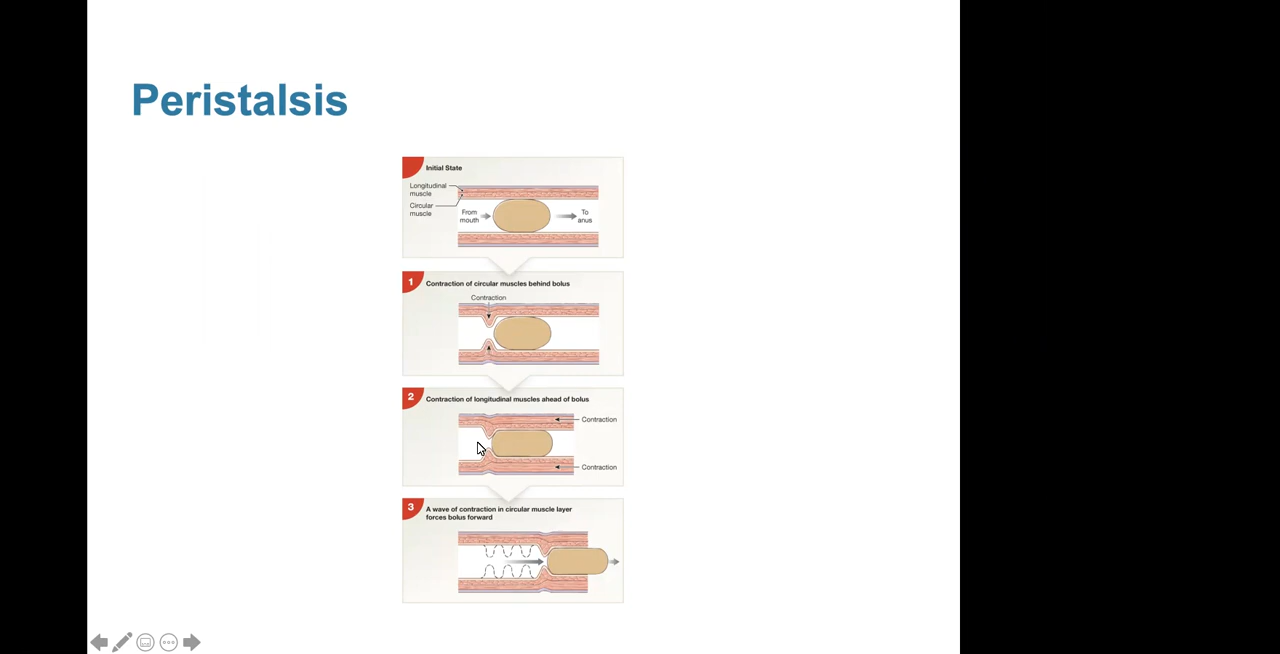 Peristalsis
Initial State
Longitudinal
muscle
Circular
muscle
From
mouth
To
anus
1
Contraction of circular muscles behind bolus
Contraction
2
Contraction of longitudinal muscles ahead of bolus
Contraction
Contraction
3
A wave of contraction in circular muscle layer
forces bolus forward